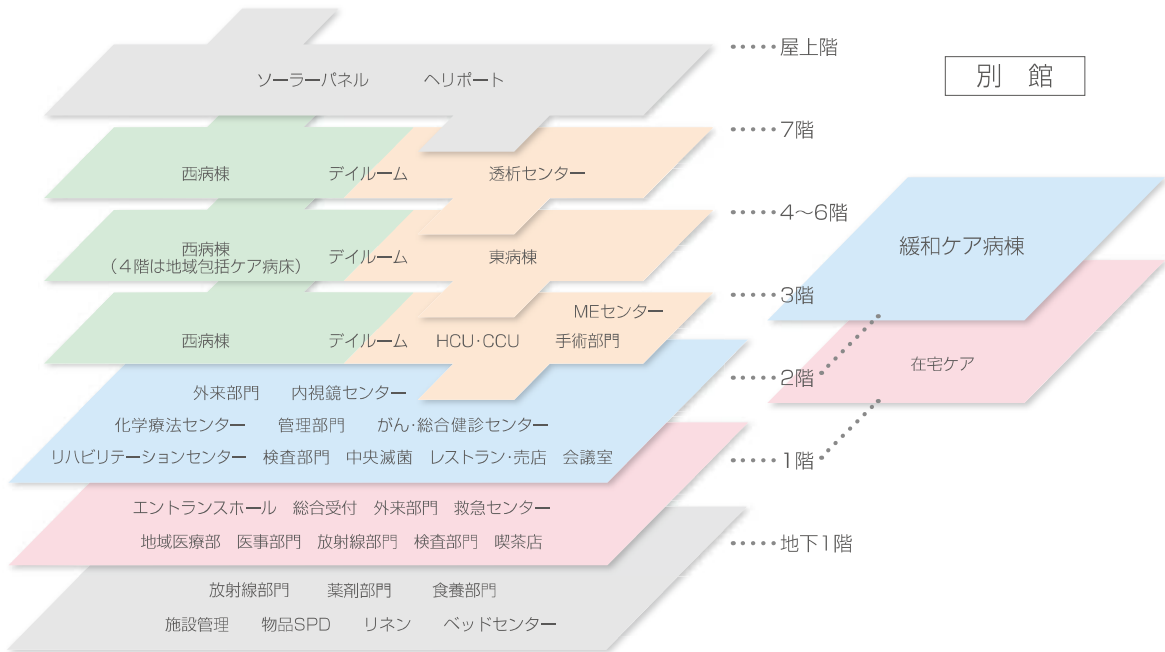 屋上階
ソーラーパネル　ヘリポート
別　館
7階
西病棟　デイルーム　透析センター
4〜6階
西病棟
（4階は地域包括ケア病床）
デイルーム　東病棟
緩和ケア病棟
3階
MEセンター
西病棟　デイルーム　HCU・CCU　手術部門
在宅ケア
2階
外来部門　内視鏡センター
化学療法センター　管理部門　がん・総合健診センター
リハビリテーションセンター　検査部門　中央滅菌　レストラン・売店　会議室
1階
エントランスホール　総合受付　外来部門　救急センター
地域医療部　医事部門　放射線部門　検査部門　喫茶店
地下1階
放射線部門　薬剤部門　食養部門
施設管理　物品SPD　リネン　ベッドセンター